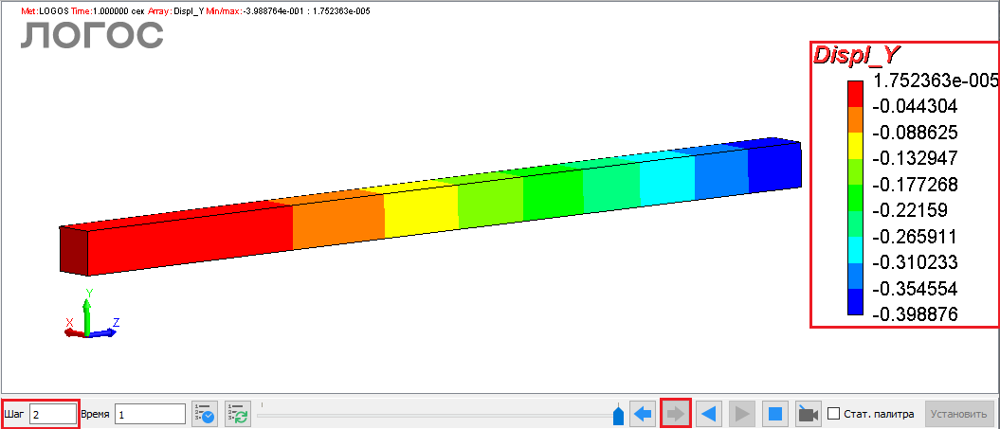 Met:LOGOS Time:1.000000 сек Array: Displ_Y Min/max:-3.988764e-001 : 1.752363e-005
ЛОГОС
Displ_Y
1.752363e-005
-0.044304
-0.088625
-0.132947
-0.177268
-0.22159
-0.265911
-0.310233
-0.354554
-0.398876
Y
X
Z
Шаг 2 Время 1 Стат. палитра Установить